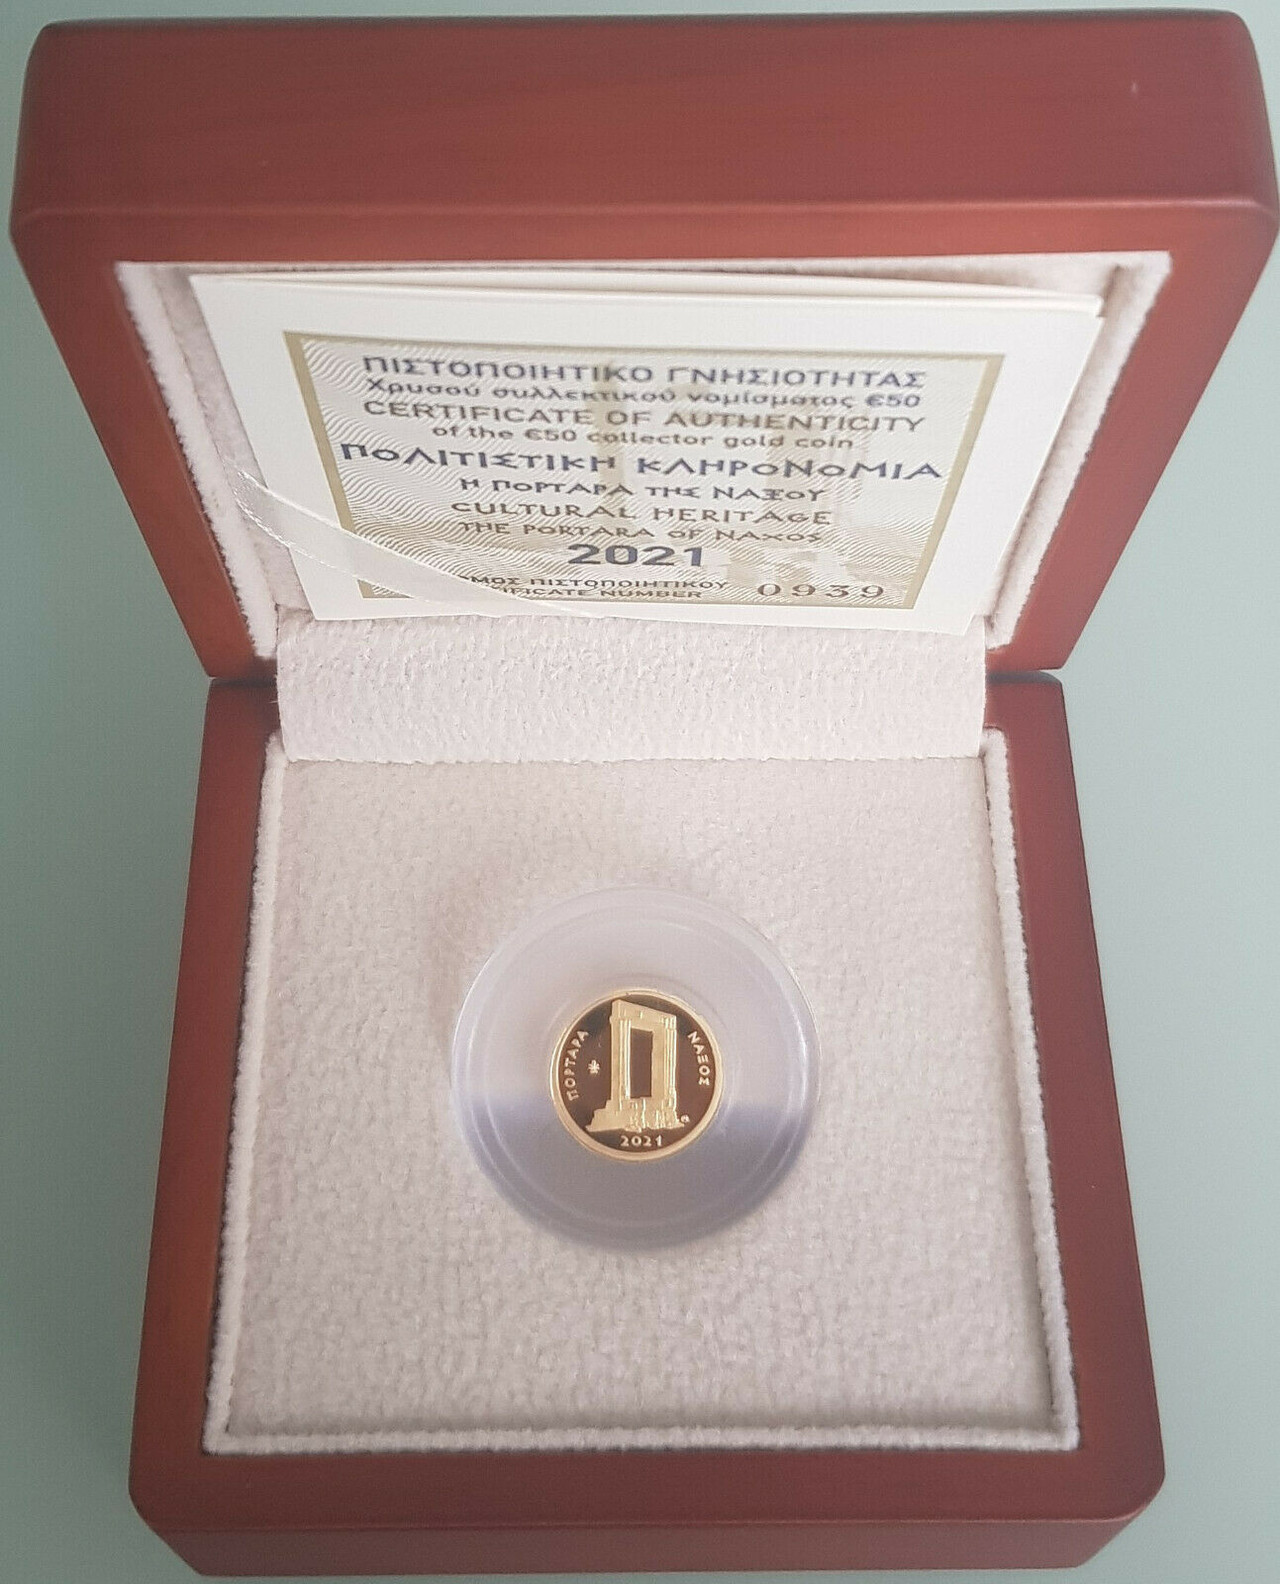 ΠΙΣΤΟΠΟΙΗΤΙΚΟ ΓΝΗΣΙΟΤΗΤΑΣ
Χρυσού συλλεκτικού νομίσματος €50
CERTIFICATE OF AUTHENTICITY
of the €50 collector gold coin
ΠΟΛΙΤΙΣΤΙΚΗ ΚΛΗΡΟΝΟΜΙΑ
Η ΠΟΡΤΑΡΑ ΤΗΣ ΝΑΞΟΥ
CULTURAL HERITAGE
THE PORTARA OF NAXOS
2021
ΠΙΣΤΟΠΟΙΗΤΙΚΟΥ
NUMBER 0939
ΠΟΡΤΑΡΑ
ΝΑΞΟΣ
2021